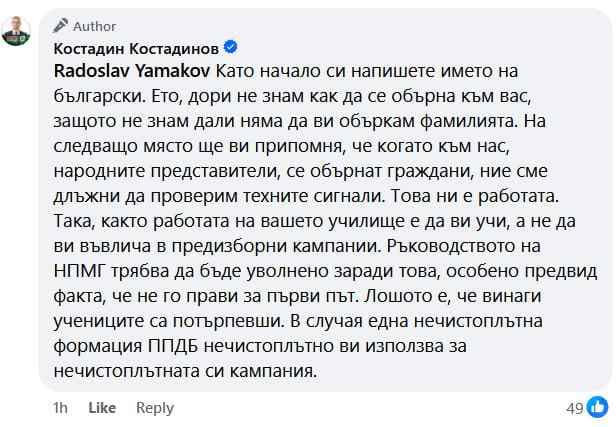 Author
Костадин Костадинов
Radoslav Yamakov Като начало си напишете името на
български. Ето, дори не знам как да се обърна към вас,
защото не знам дали няма да ви объркам фамилията. На
следващо място ще ви припомня, че когато към нас,
народните представители, се обърнат граждани, ние сме
длъжни да проверим техните сигнали. Това ни е работата.
Така, както работата на вашето училище е да ви учи, а не да
ви въвлича в предизборни кампании. Ръководството на
НПМГ трябва да бъде уволнено заради това, особено предвид
факта, че не го прави за първи път. Лошото е, че винаги
учениците са потърпевши. В случая една нечистоплътна
формация ППДБ нечистоплътно ви използва за
нечистоплътната си кампания.
1h Like Reply 49